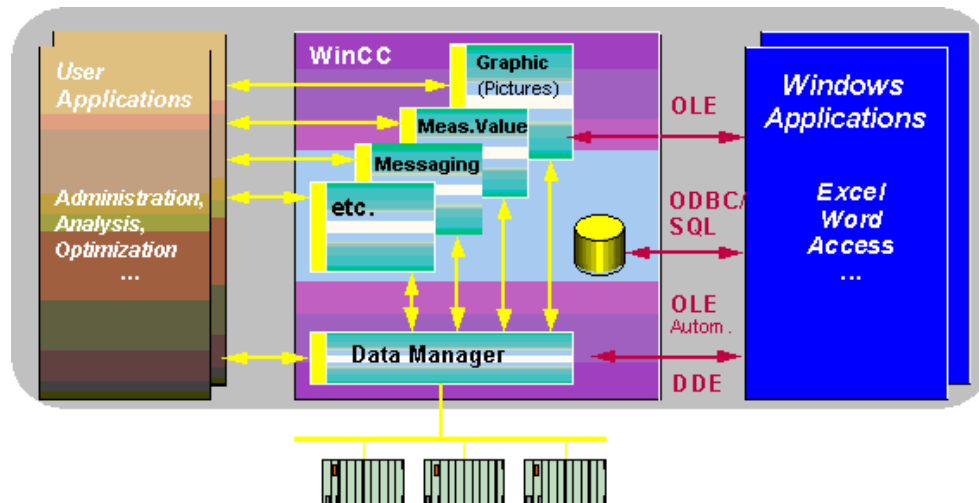 User
Applications
Administration,
Analysis,
Optimization
...
WinCC
Graphic
(Pictures)
Meas.Value
Messaging
etc.
Data Manager
OLE
ODBC/
SQL
OLE
Autom.
DDE
Windows
Applications
Excel
Word
Access
...